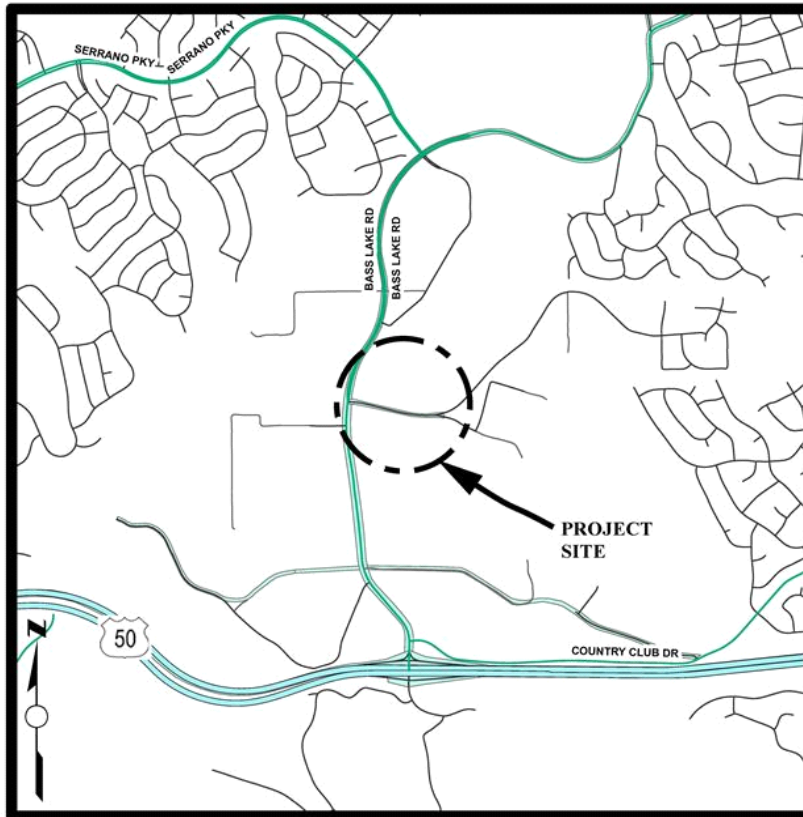 SERRANO PKY
SERRANO PKY
BASS LAKE RD
BASS LAKE RD
PROJECT
SITE
50
COUNTRY CLUB DR
N